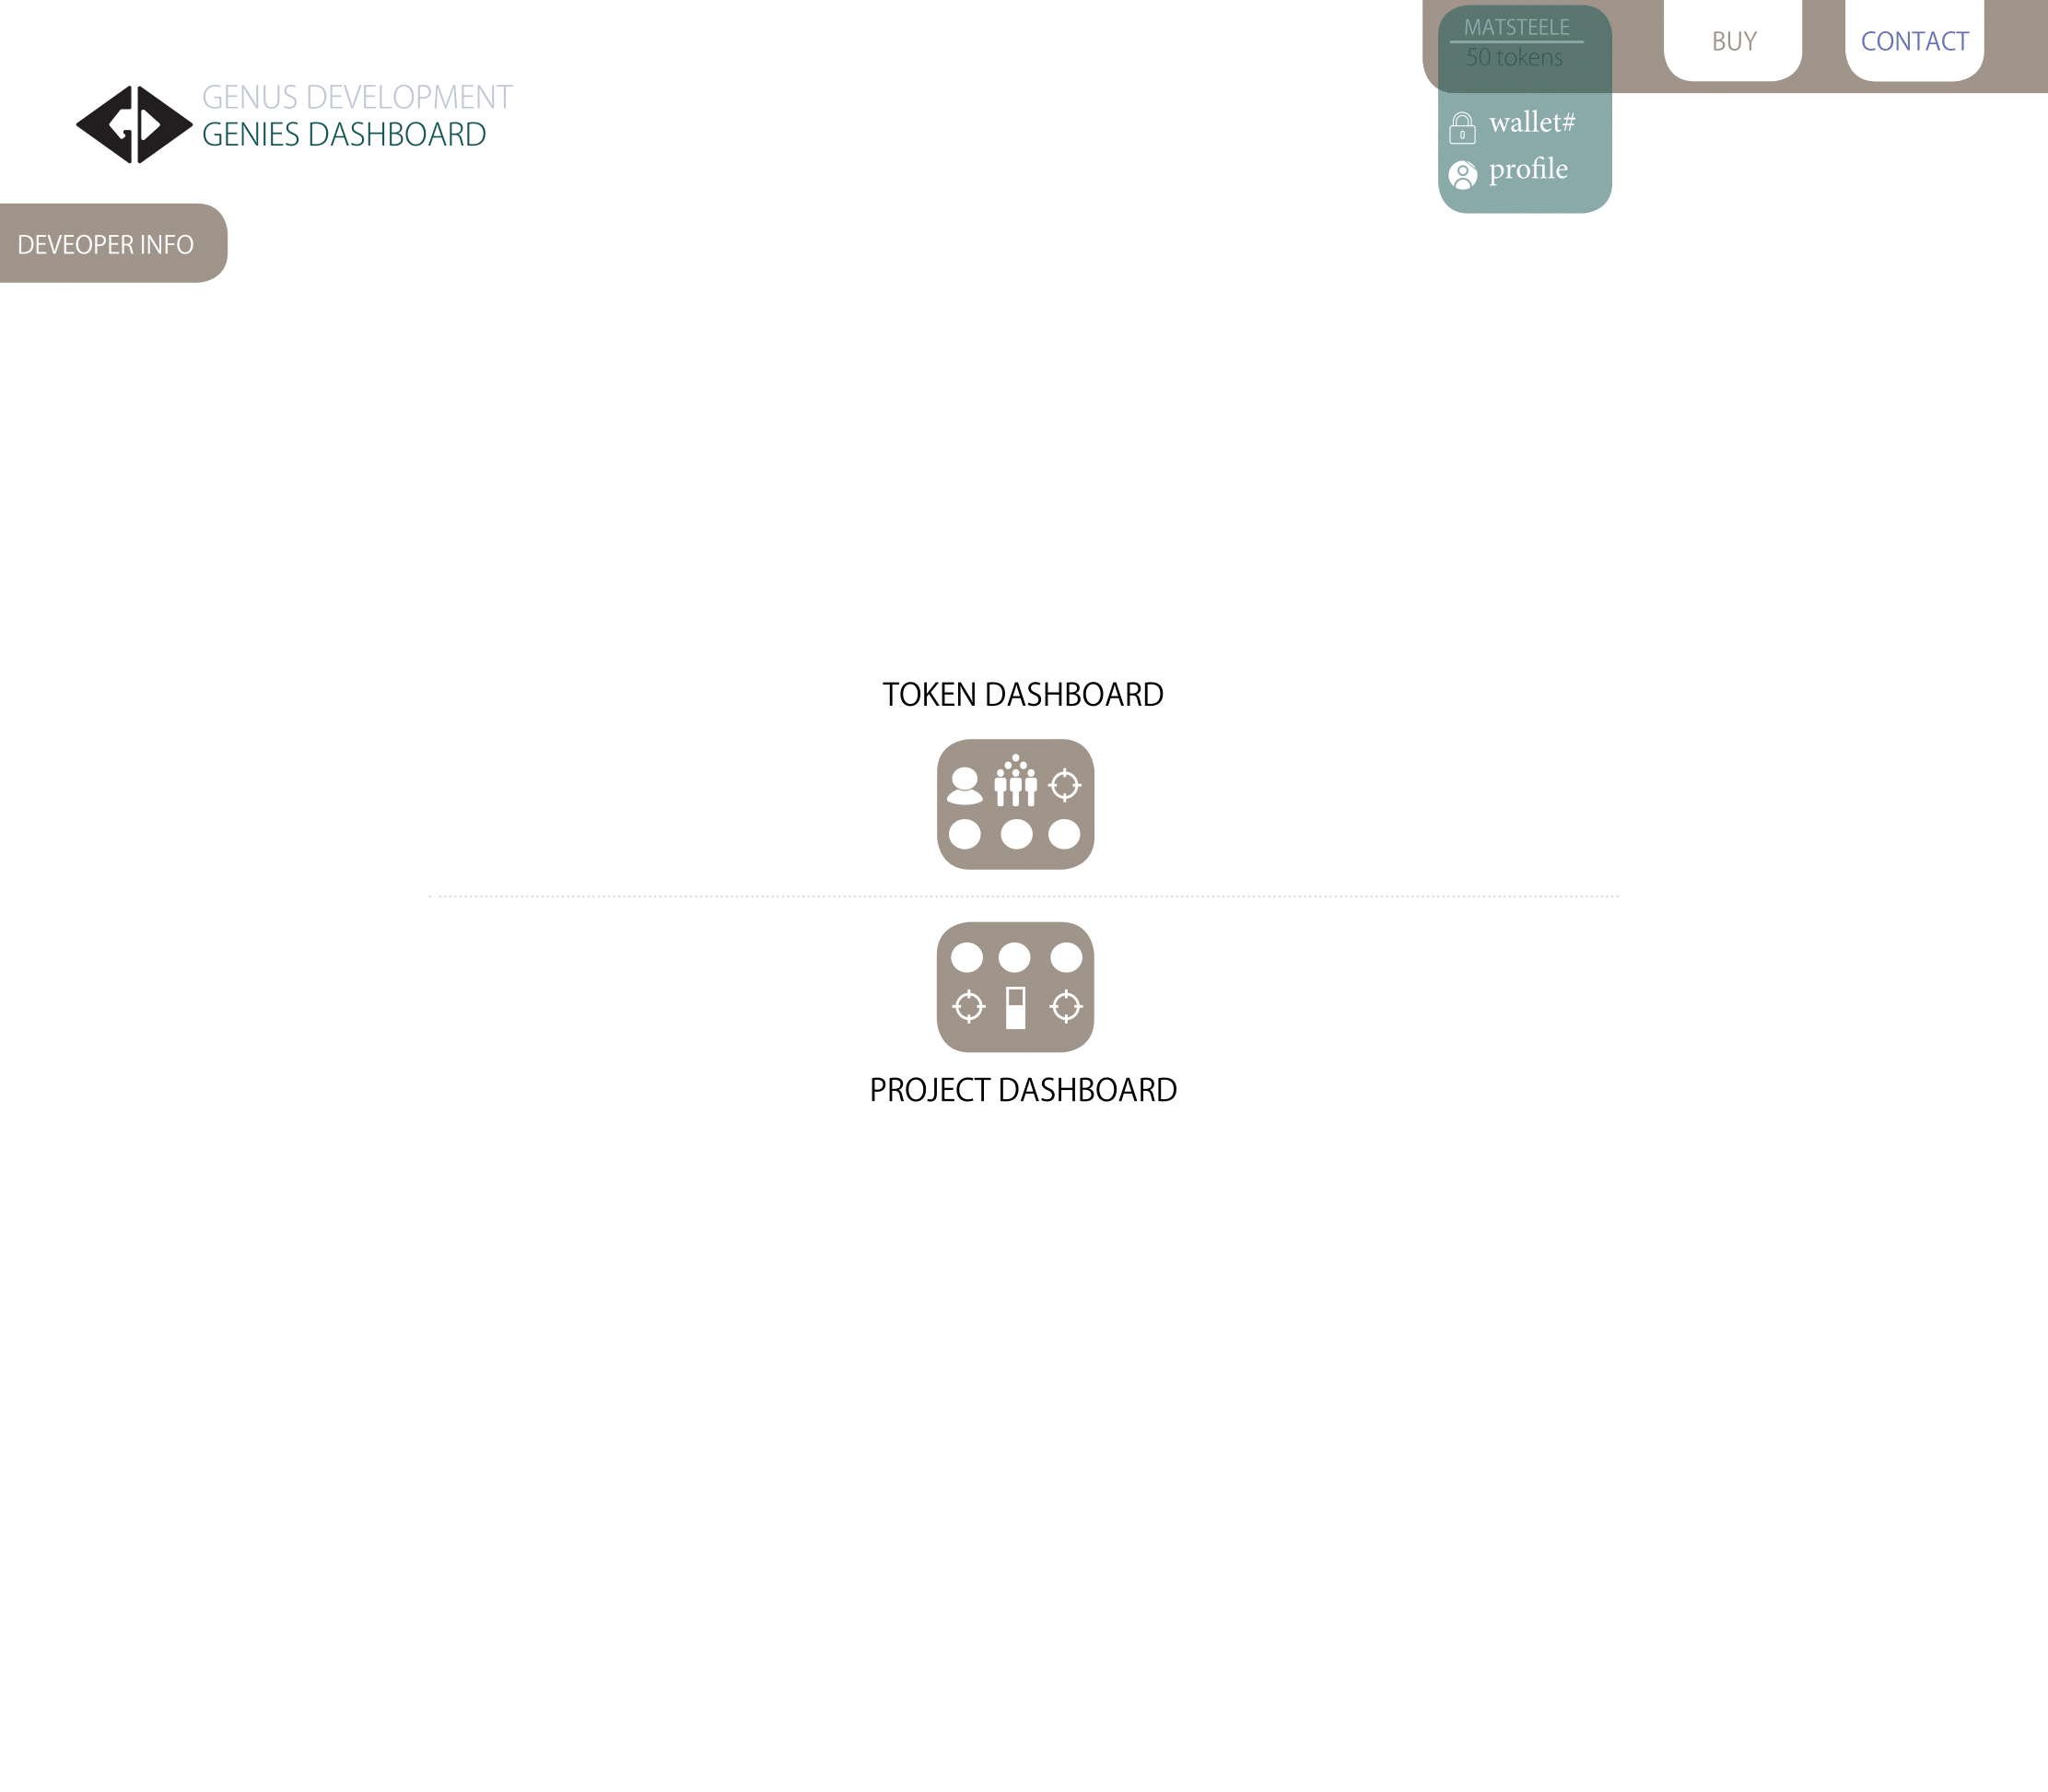 MATSTEELE
50 tokens
BUY
CONTACT
GENUS DEVELOPMENT
GENIES DASHBOARD
wallet#
profile
DEVEOPER INFO
TOKEN DASHBOARD
PROJECT DASHBOARD